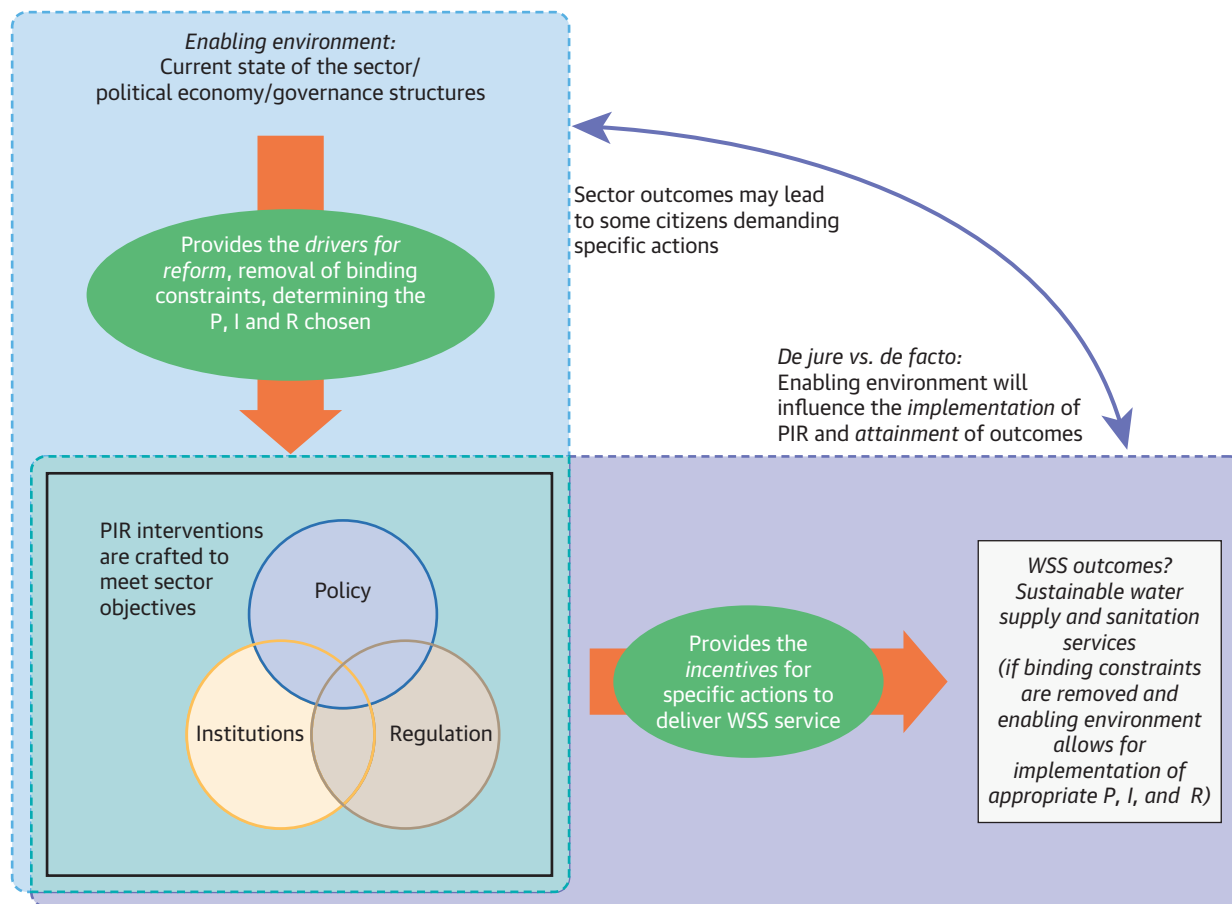 Enabling environment:
Current state of the sector/
political economy/governance structures
Provides the drivers for
reform, removal of binding
constraints, determining the
P, I and R chosen
Sector outcomes may lead
to some citizens demanding
specific actions
De jure vs. de facto:
Enabling environment will
influence the implementation of
PIR and attainment of outcomes
PIR interventions
are crafted to
meet sector
objectives
Policy
Institutions
Regulation
Provides the
incentives for
specific actions to
deliver WSS service
WSS outcomes?
Sustainable water
supply and sanitation
services
(if binding constraints
are removed and
enabling environment
allows for
implementation of
appropriate P, I, and R)